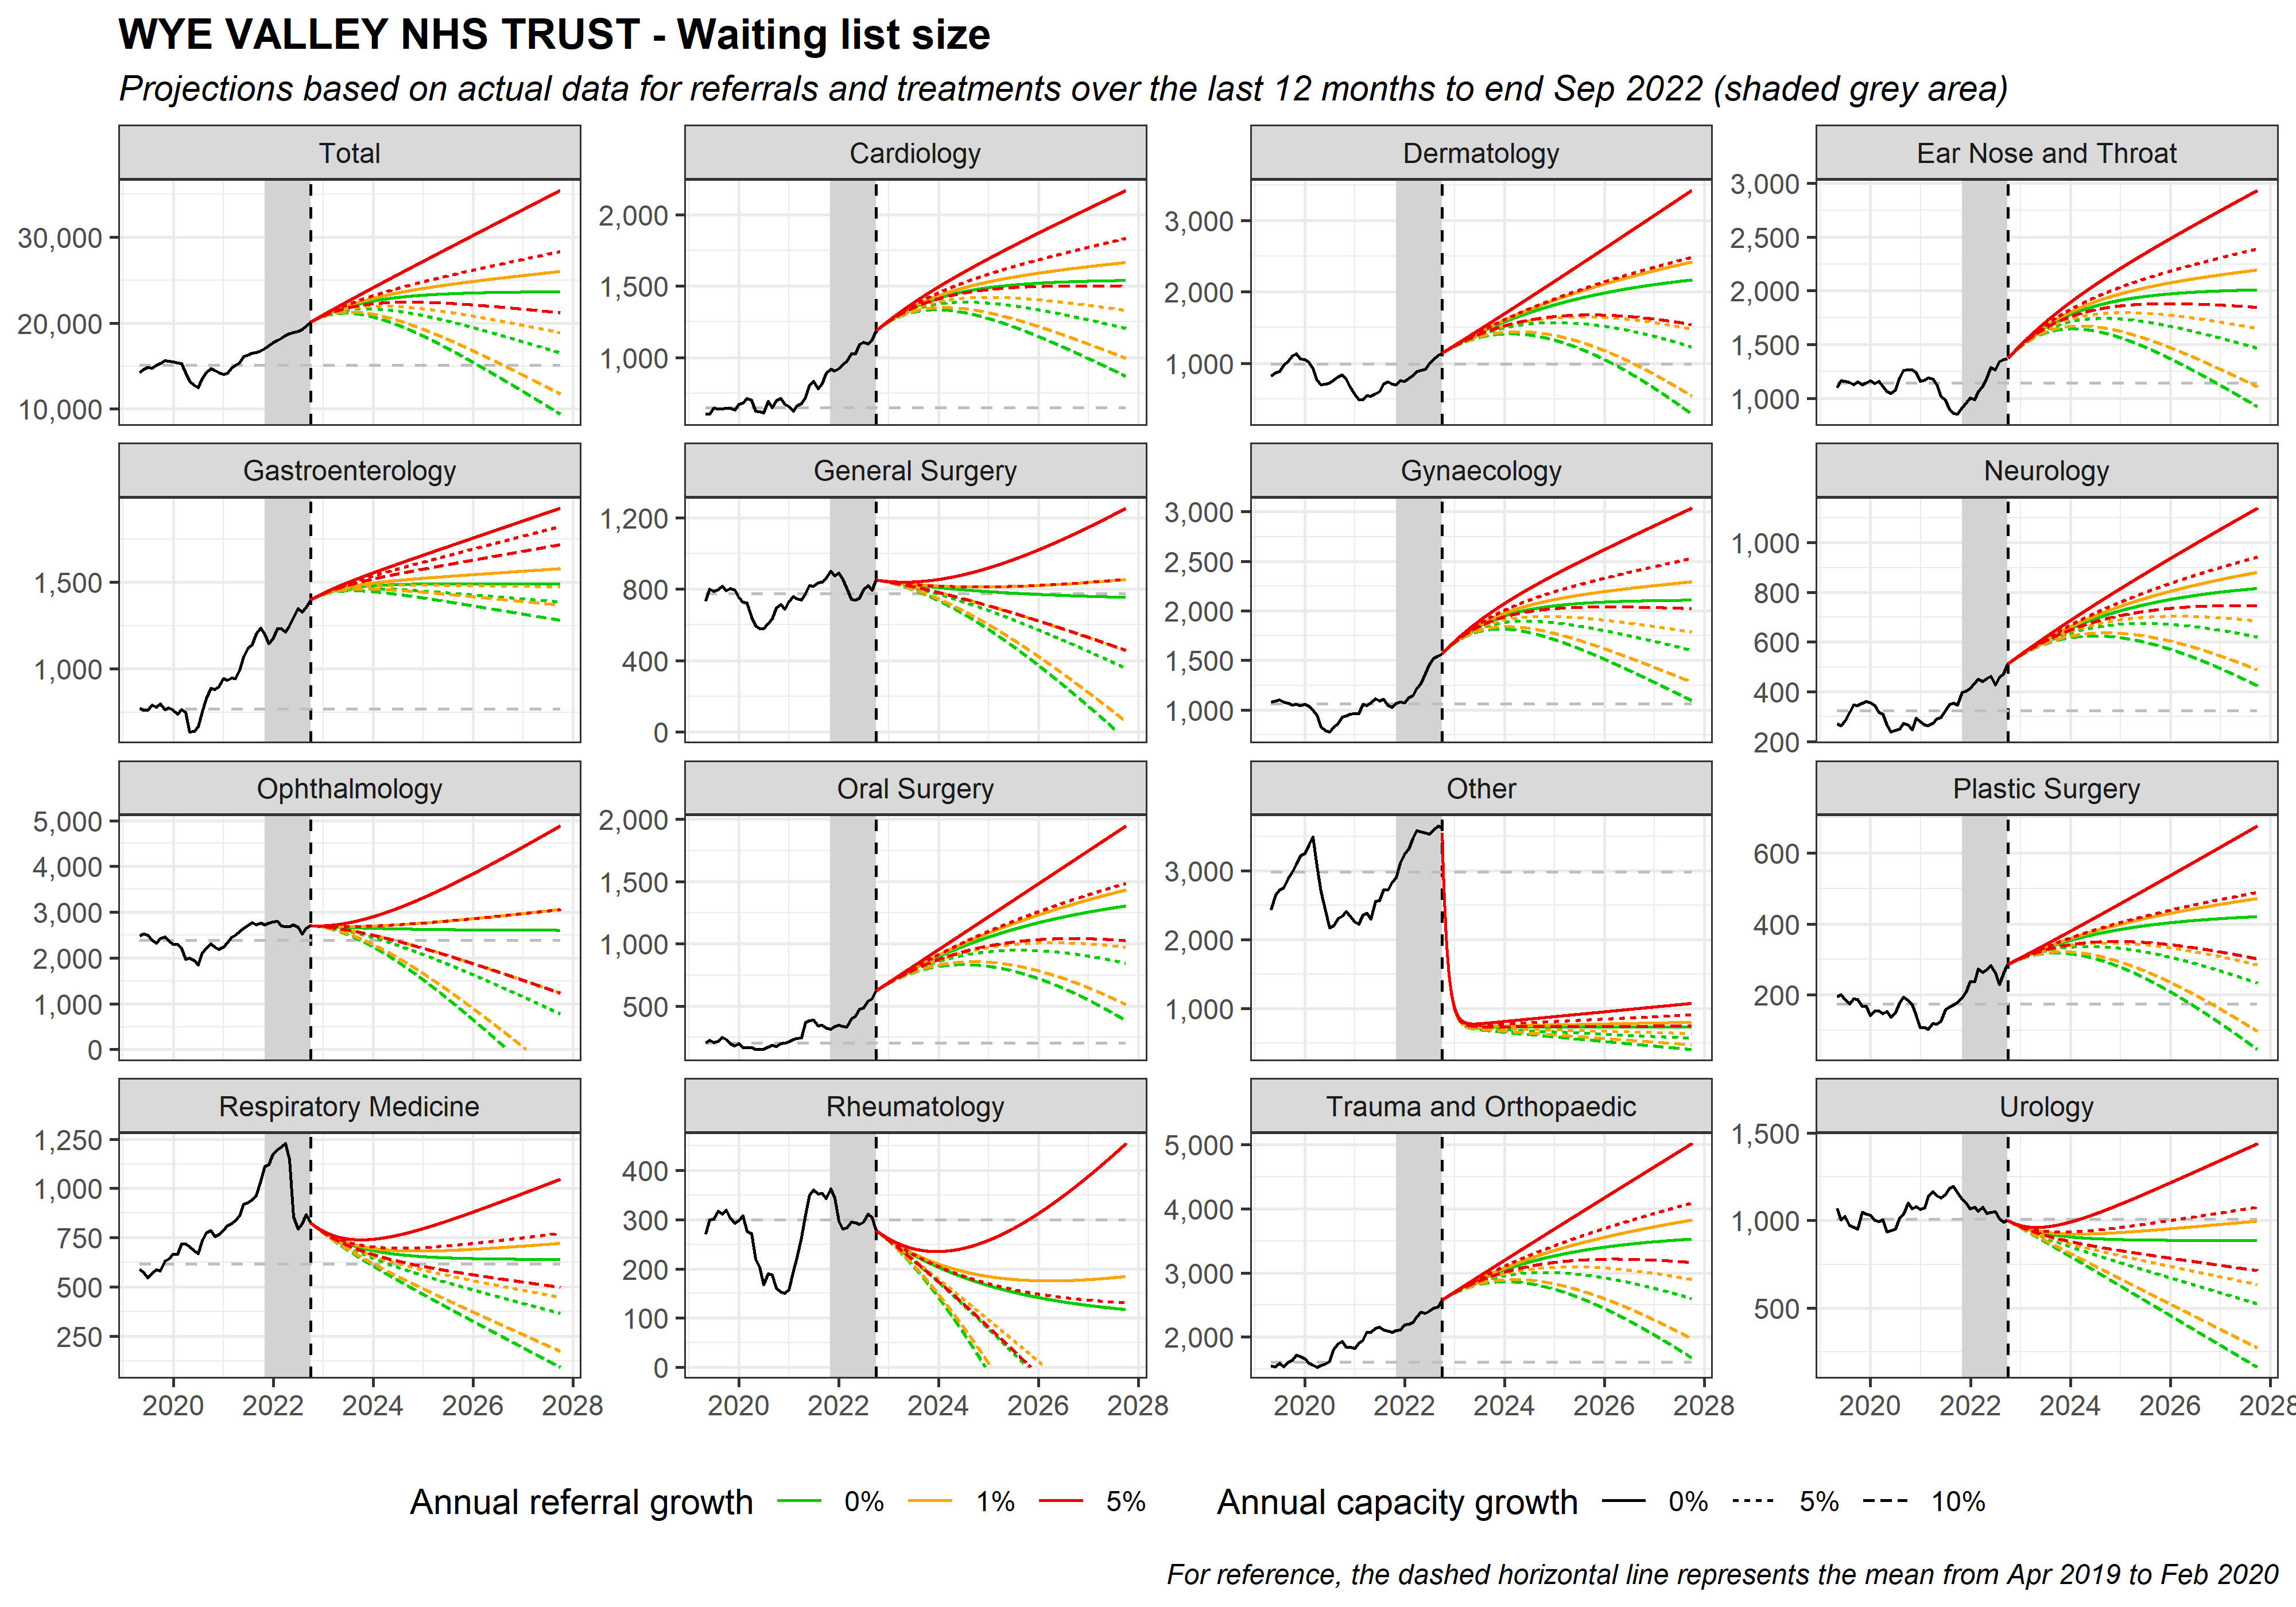 WYE VALLEY NHS TRUST - Waiting list size
Projections based on actual data for referrals and treatments over the last 12 months to end Sep 2022 (shaded grey area)
Total
30,000
20,000
10,000
Cardiology
2,000
1,500
1,000
Dermatology
3,000
2,000
1,000
Ear Nose and Throat
3,000
2,500
2,000
1,500
1,000
Gastroenterology
1,500
1,000
General Surgery
1,200
800
400
0
Gynaecology
3,000
2,500
2,000
1,500
1,000
Neurology
1,000
800
600
400
200
Ophthalmology
5,000
4,000
3,000
2,000
1,000
0
Oral Surgery
2,000
1,500
1,000
500
Other
3,000
2,000
1,000
Plastic Surgery
600
400
200
Respiratory Medicine
1,250
1,000
750
500
250
2020 2022 2024 2026 2028
Rheumatology
400
300
200
100
0
2020 2022 2024 2026 2028
Trauma and Orthopaedic
5,000
4,000
3,000
2,000
2020 2022 2024 2026 2028
Urology
1,500
1,000
500
2020 2022 2024 2026 2028
Annual referral growth 0% 1% 5% Annual capacity growth 0% 5% 10%
For reference, the dashed horizontal line represents the mean from Apr 2019 to Feb 2020